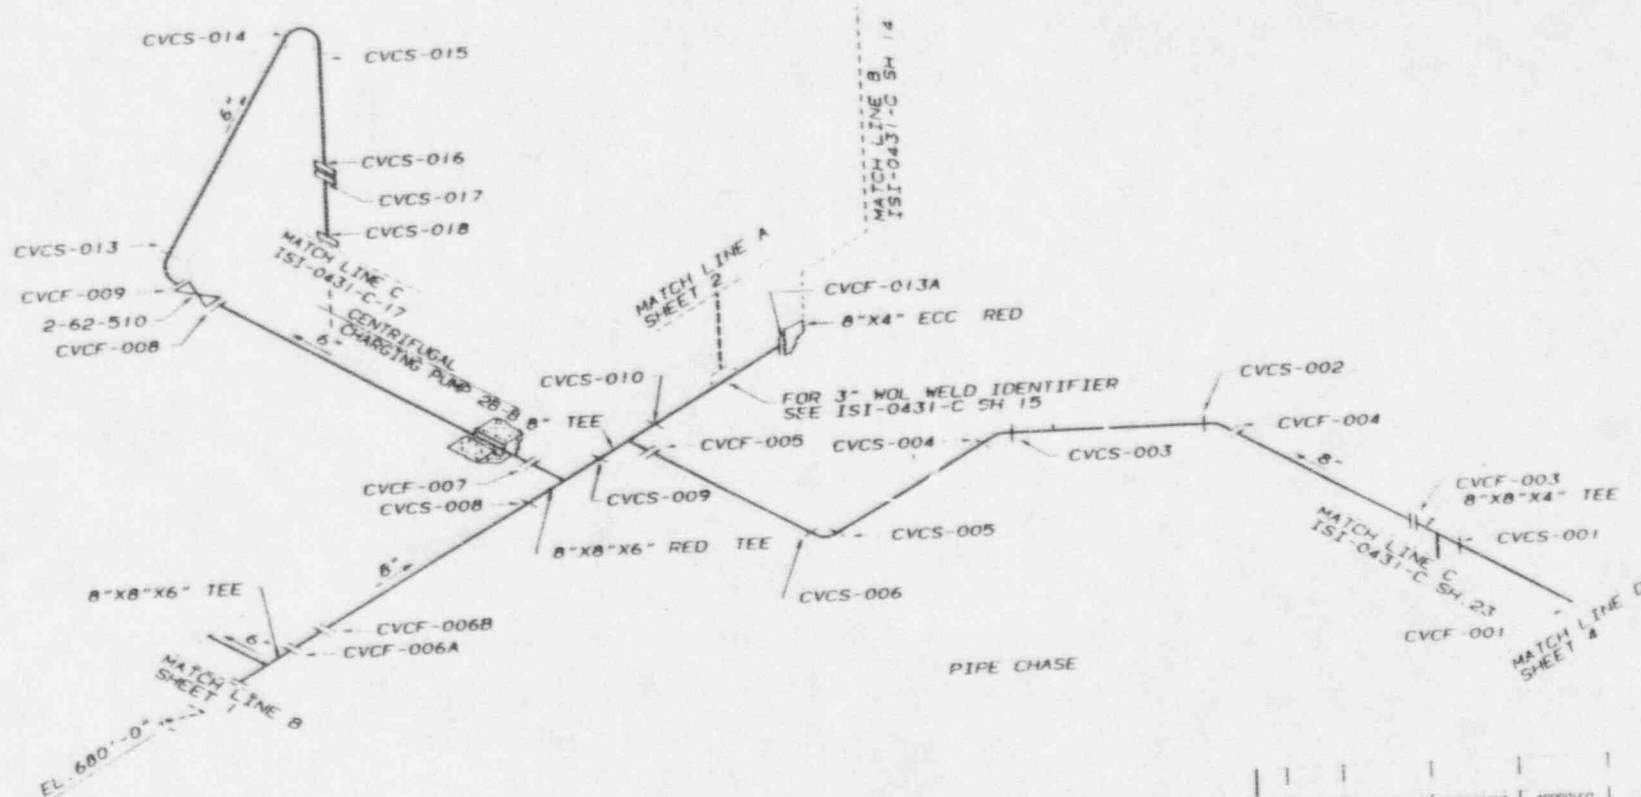 CVCS-014
CVCS-015
6"
CVCS-016
CVCS-017
CVCS-018
CVCS-013
MATCH LINE C
ISI-0431-C-17
CVCF-009
2-62-510
CVCF-008
6"
CENTRIFUGAL
CHARGING PUMP 2B-B
MATCH LINE A
SHEET 2
MATCH LINE B
ISI-0431-C SH 14
CVCF-013A
8"X4" ECC RED
CVCS-010
8" TEE
FOR 3" WOL WELD IDENTIFIER
SEE ISI-0431-C SH 15
CVCS-002
CVCF-005
CVCS-004
CVCS-003
CVCF-004
CVCF-007
CVCS-008
CVCS-009
8"
CVCF-003
8"X8"X4" TEE
8"X8"X6" RED TEE
CVCS-005
MATCH LINE C
ISI-0431-C SH 23
CVCS-001
8"
8"X8"X6" TEE
CVCS-006
CVCF-006B
CVCF-006A
6"
CVCF-001
MATCH LINE D
SHEET 4
MATCH LINE B
SHEET 1
PIPE CHASE
EL 680'-0"
APPROVED